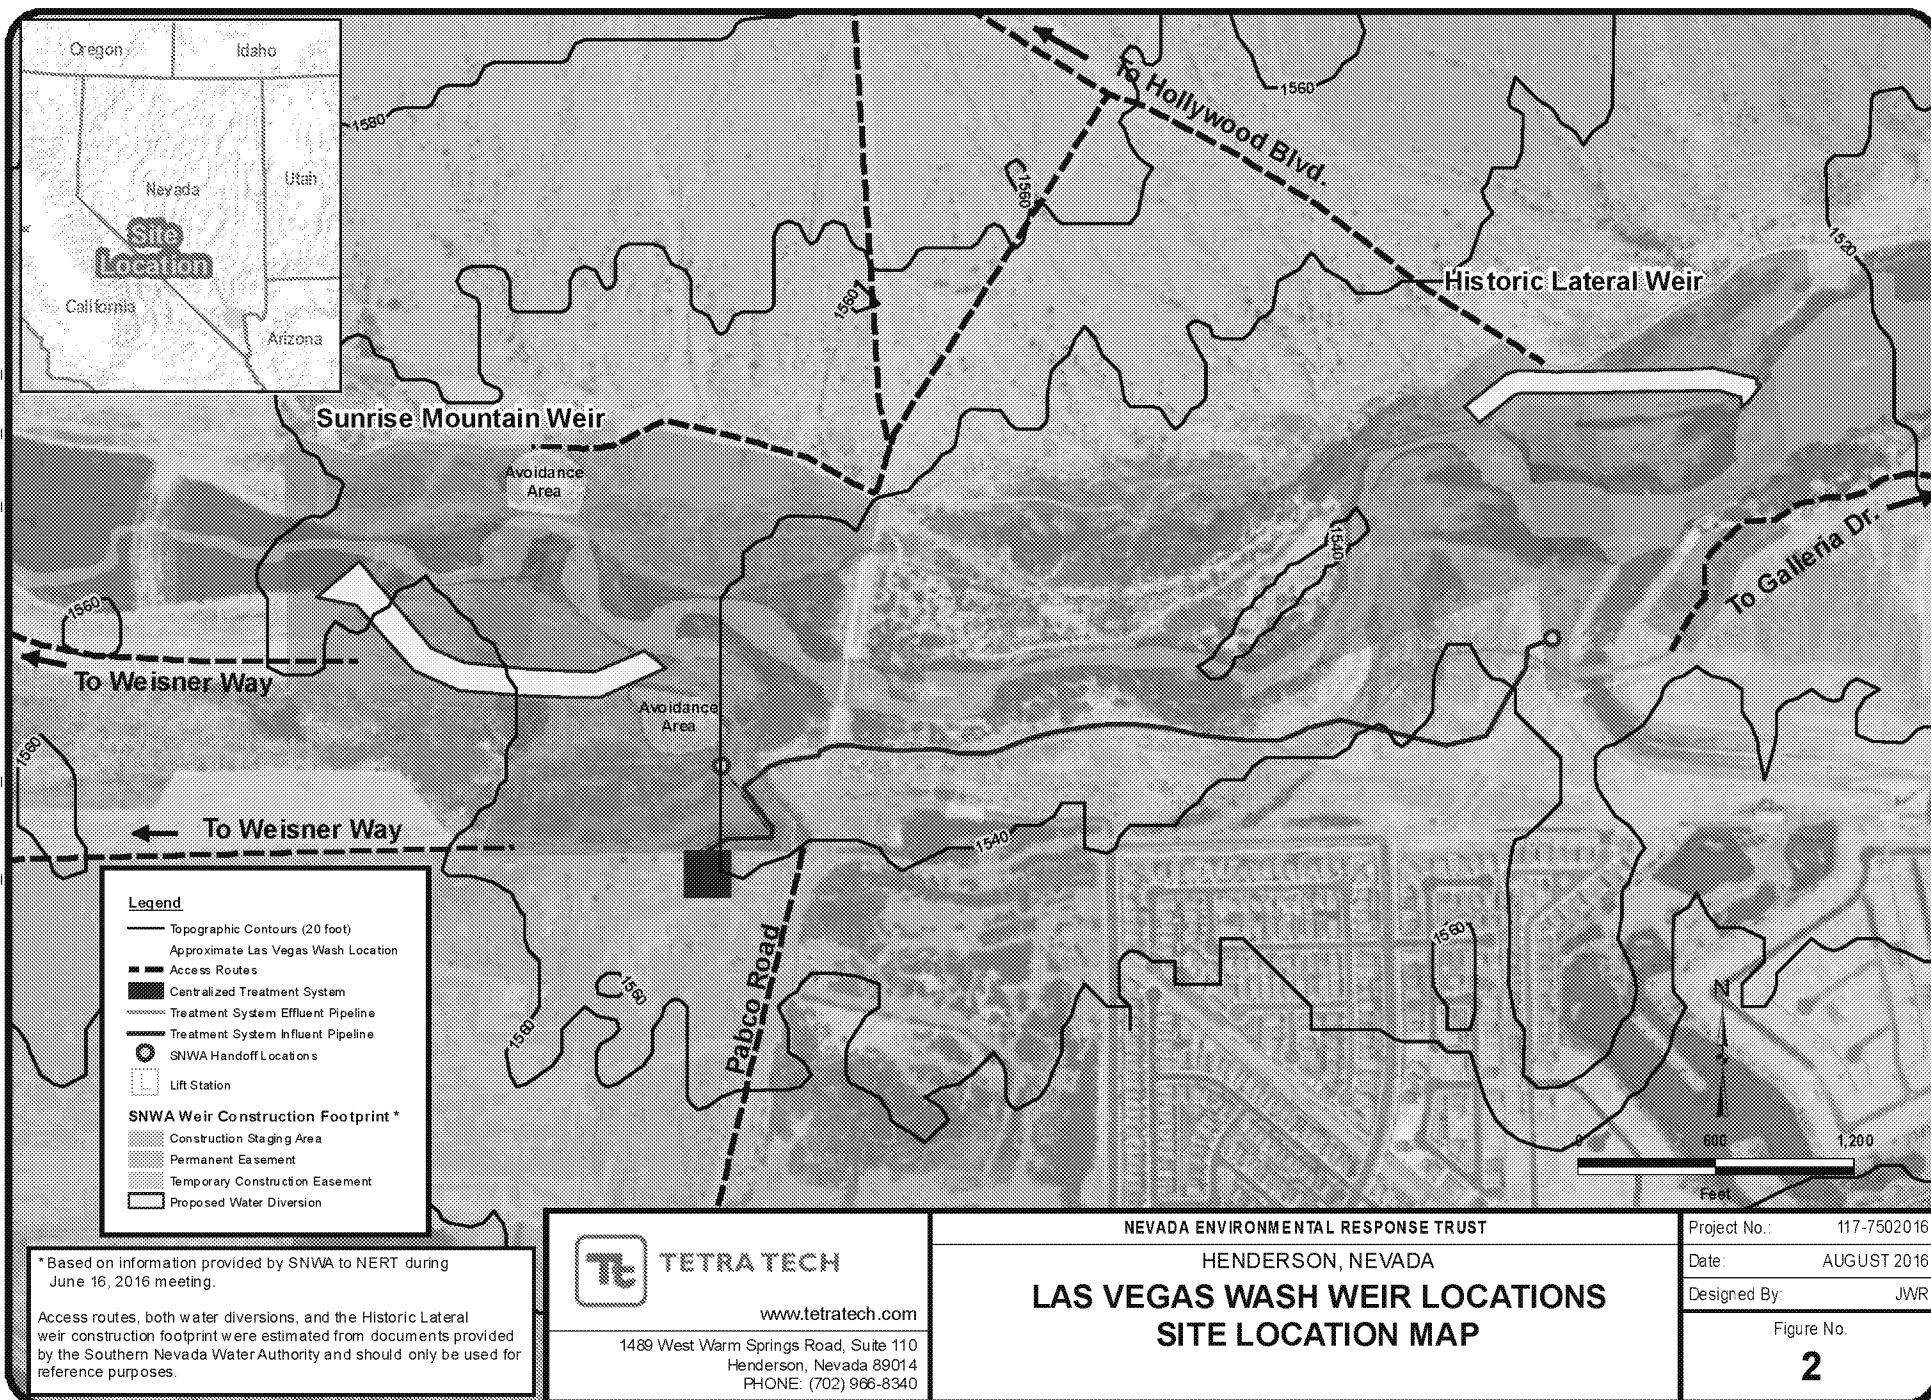 Oregon
Idaho
Nevada
Utah
Site
Location
California
Arizona
1580
To Hollywood Blvd.
1560
1560
1520
1560
Historic Lateral Weir
Sunrise Mountain Weir
Avoidance
Area
1540
To Galleria Dr.
1560
To Weisner Way
Avoidance
Area
1560
To Weisner Way
1540
Pabco Road
1560
1560
1560
N
0 600 1,200
Feet
Legend
Topographic Contours (20 foot)
Approximate Las Vegas Wash Location
Access Routes
Centralized Treatment System
Treatment System Effluent Pipeline
Treatment System Influent Pipeline
SNWA Handoff Locations
L
Lift Station
SNWA Weir Construction Footprint *
Construction Staging Area
Permanent Easement
Temporary Construction Easement
Proposed Water Diversion
* Based on information provided by SNWA to NERT during
June 16, 2016 meeting.
Access routes, both water diversions, and the Historic Lateral
weir construction footprint were estimated from documents provided
by the Southern Nevada Water Authority and should only be used for
reference purposes.
Tt TETRA TECH
www.tetratech.com
1489 West Warm Springs Road, Suite 110
Henderson, Nevada 89014
PHONE: (702) 966-8340
NEVADA ENVIRONMENTAL RESPONSE TRUST
HENDERSON, NEVADA
LAS VEGAS WASH WEIR LOCATIONS
SITE LOCATION MAP
Project No.: 117-7502016
Date: AUGUST 2016
Designed By: JWR
Figure No.
2